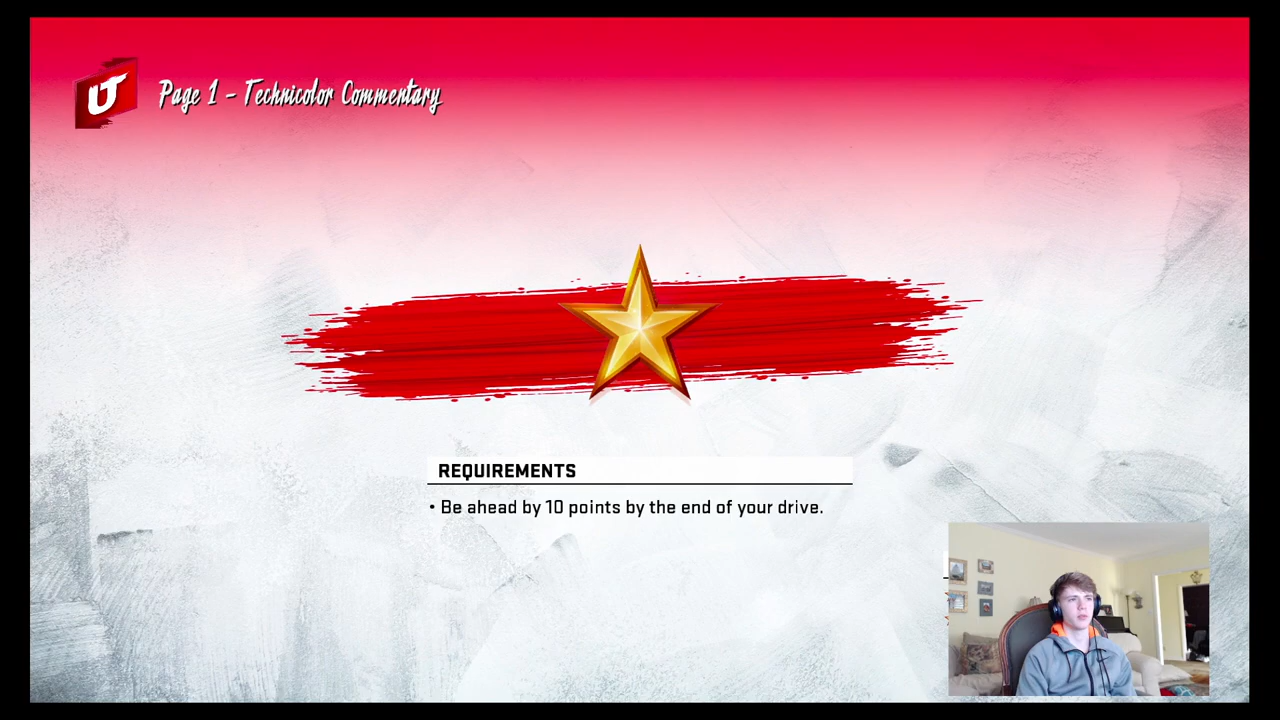 UT
Page 1 - Technicolor Commentary
REQUIREMENTS
• Be ahead by 10 points by the end of your drive.